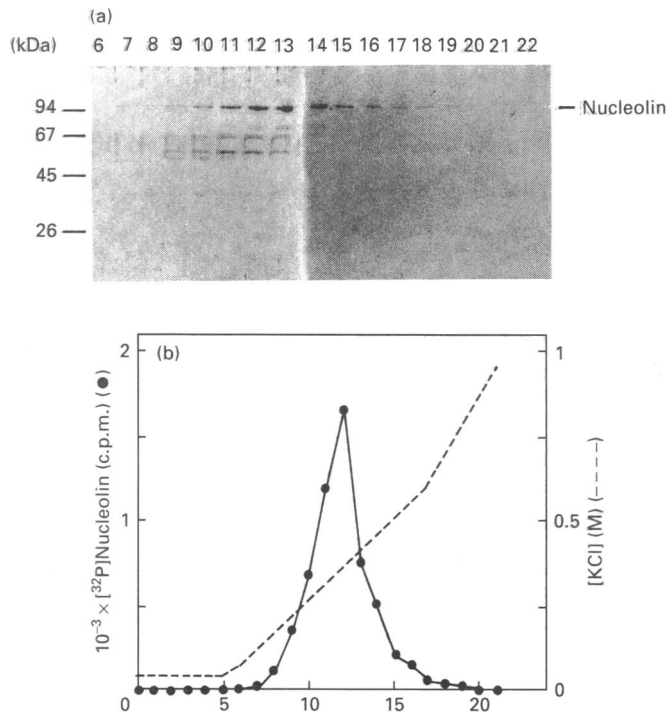 (a)
(kDa) 6 7 8 9 10 11 12 13 14 15 16 17 18 19 20 21 22
94
Nucleolin
67
45
26
(b)
2
1
0
10⁻³ × [³²P]Nucleolin (c.p.m.) (●)
1
0.5
0
[KCl] (M) (----)
0 5 10 15 20